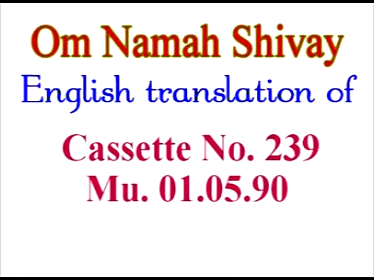 Om Namah Shivay
English translation of
Cassette No. 239
Mu. 01.05.90